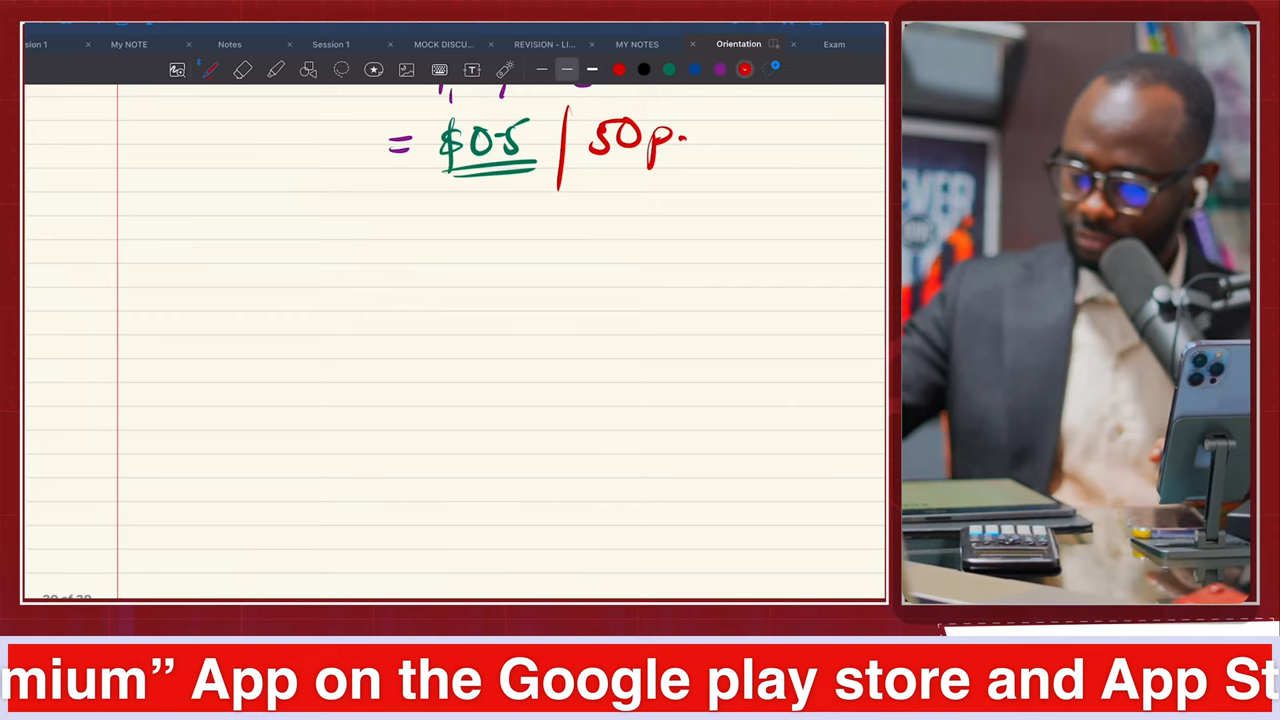 sion 1 My NOTE Notes Session 1 MOCK DISCU... REVISION - LI... MY NOTES Orientation Exam
= $0.5 | 50p.
mium” App on the Google play store and App St